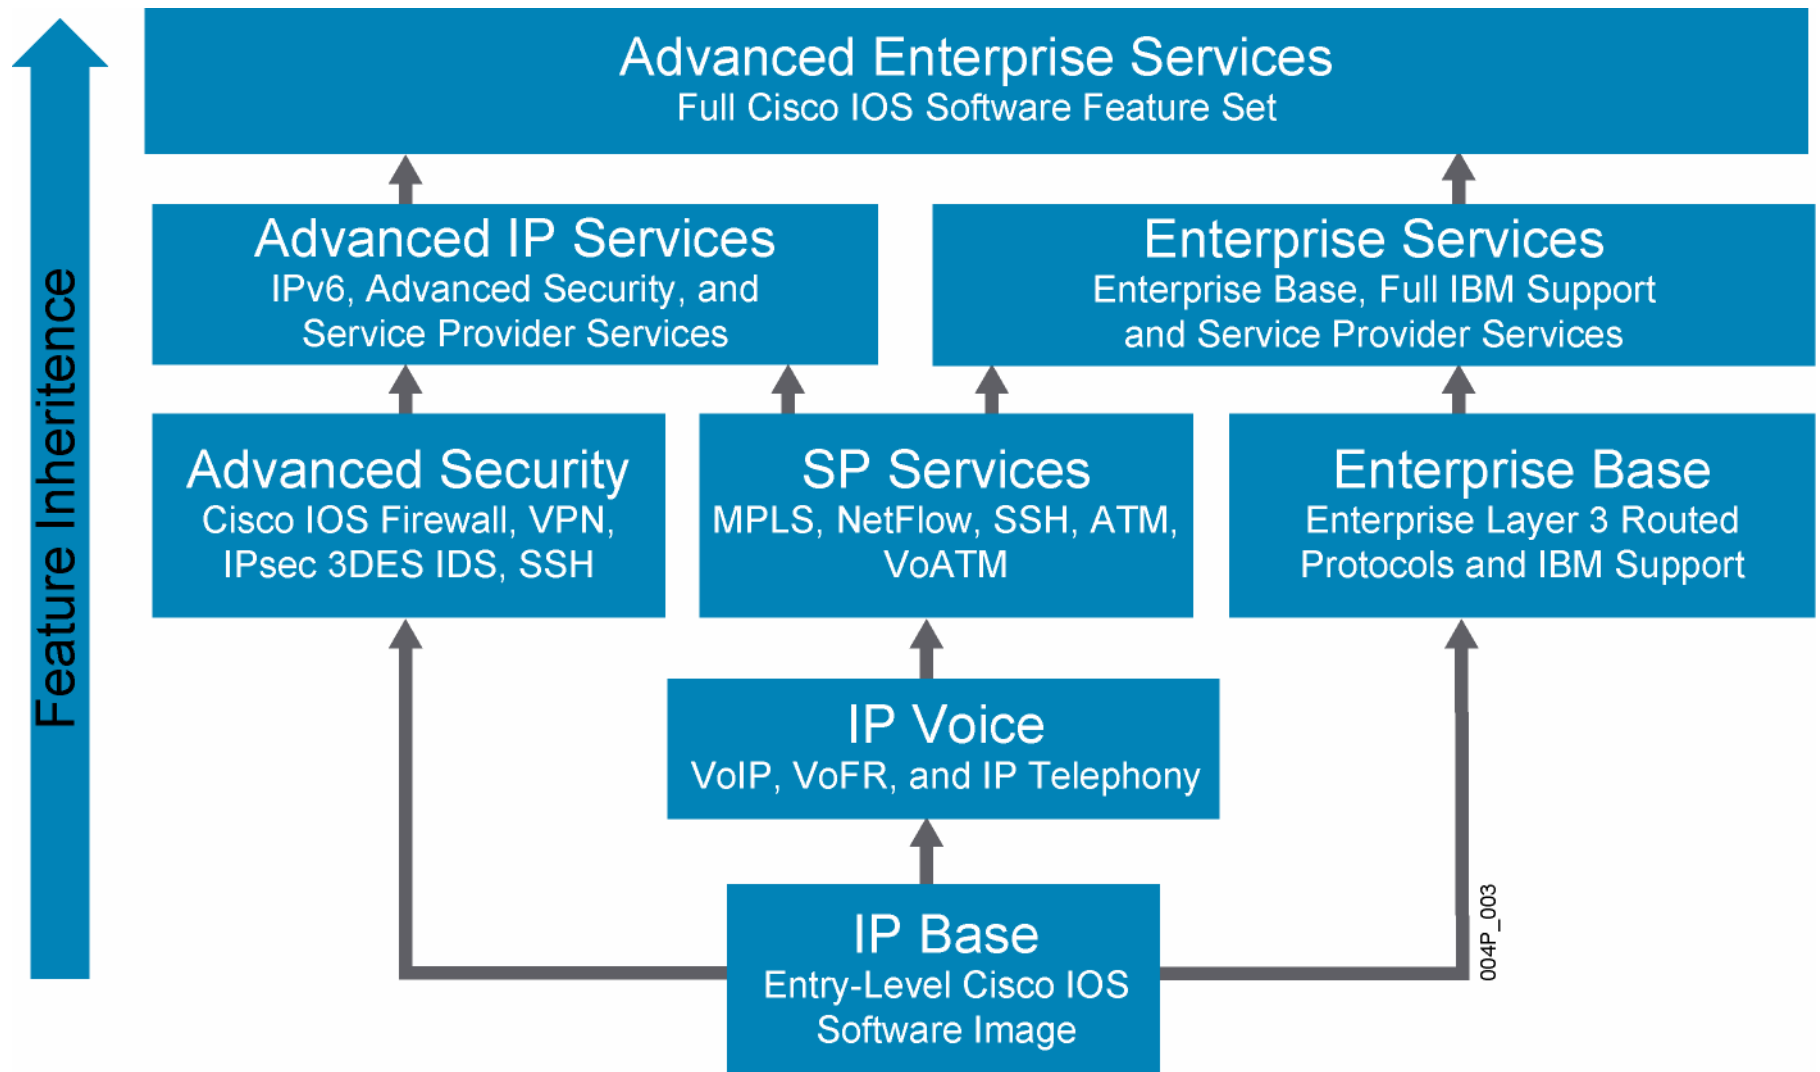 Advanced Enterprise Services
Full Cisco IOS Software Feature Set
Feature Inheritence
Advanced IP Services
IPv6, Advanced Security, and
Service Provider Services
Enterprise Services
Enterprise Base, Full IBM Support
and Service Provider Services
Advanced Security
Cisco IOS Firewall, VPN,
IPsec 3DES IDS, SSH
SP Services
MPLS, NetFlow, SSH, ATM,
VoATM
Enterprise Base
Enterprise Layer 3 Routed
Protocols and IBM Support
IP Voice
VoIP, VoFR, and IP Telephony
IP Base
Entry-Level Cisco IOS
Software Image
004P_003